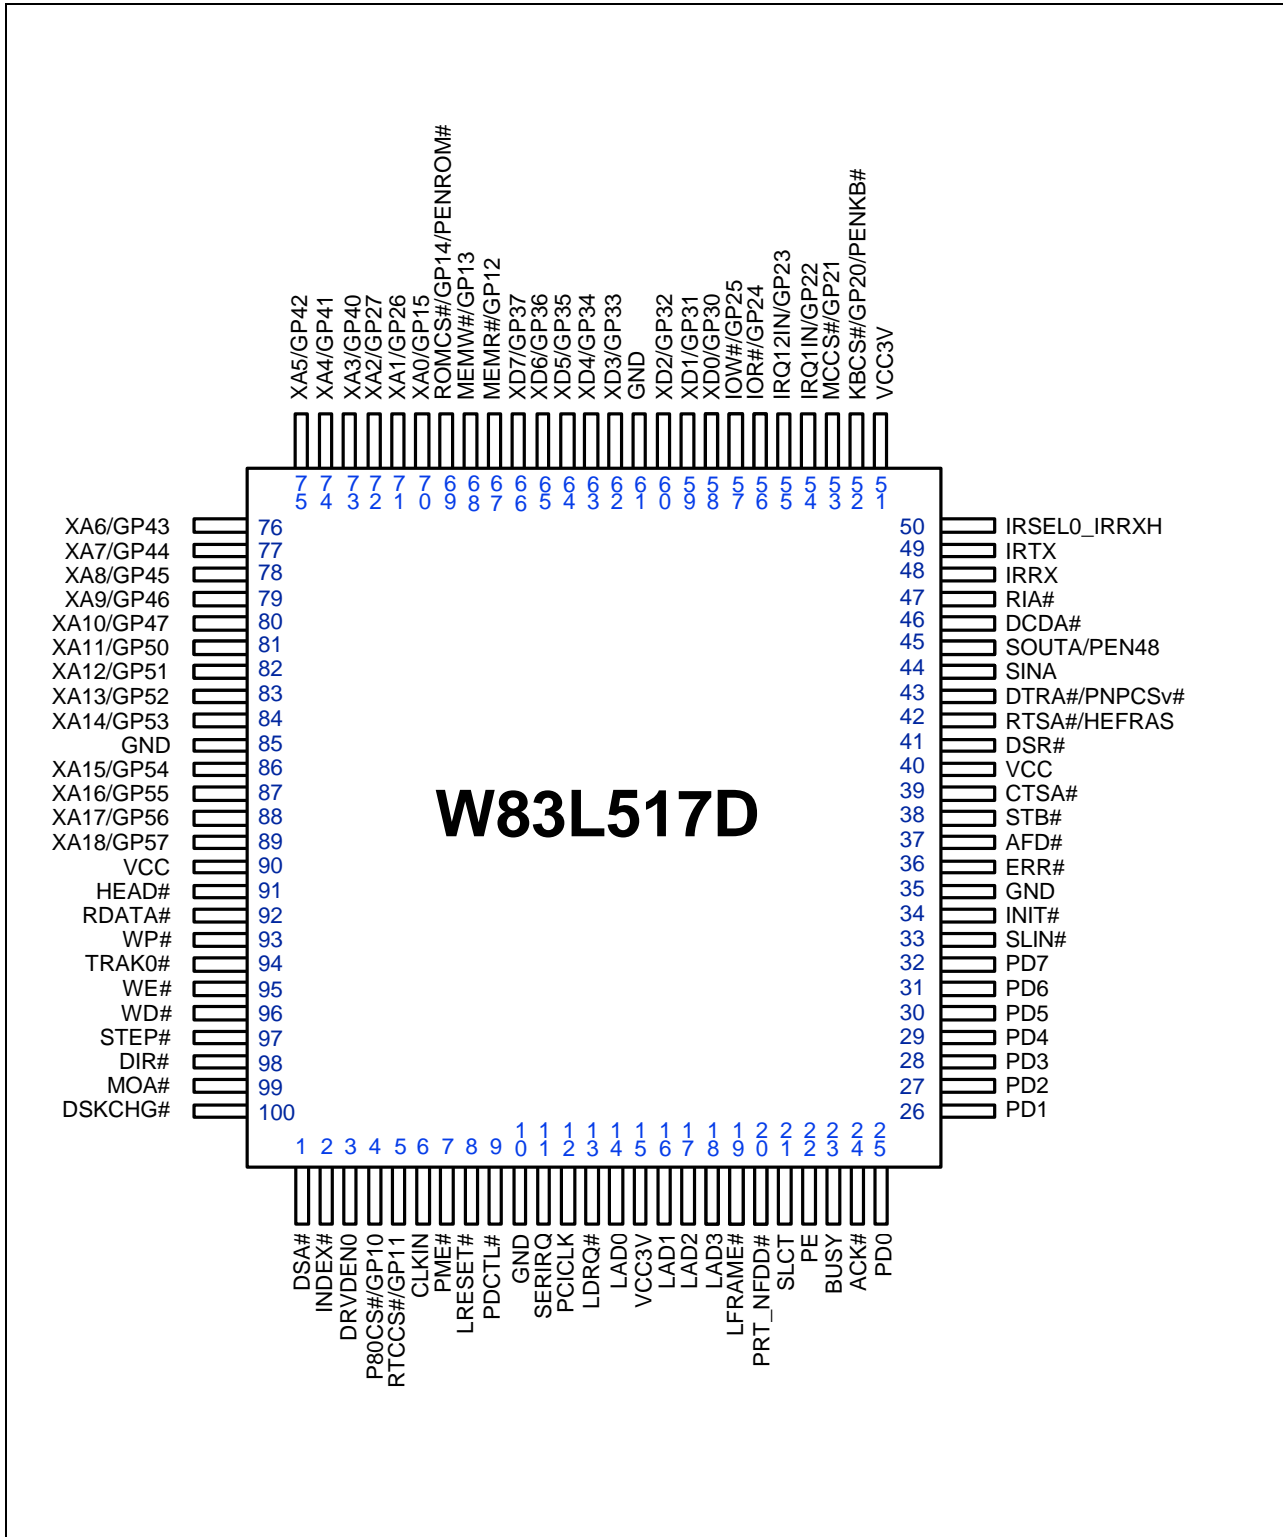 XA5/GP42
XA4/GP41
XA3/GP40
XA2/GP27
XA1/GP26
XA0/GP15
ROMCS#/GP14/PENROM#
MEMW#/GP13
MEMR#/GP12
XD7/GP37
XD6/GP36
XD5/GP35
XD4/GP34
XD3/GP33
GND
XD2/GP32
XD1/GP31
XD0/GP30
IOW#/GP25
IOR#/GP24
IRQ12IN/GP23
IRQ1IN/GP22
MCCS#/GP21
KBCS#/GP20/PENKB#
VCC3V
75
74
73
72
71
70
69
68
67
66
65
64
63
62
61
60
59
58
57
56
55
54
53
52
51
XA6/GP43 76
XA7/GP44 77
XA8/GP45 78
XA9/GP46 79
XA10/GP47 80
XA11/GP50 81
XA12/GP51 82
XA13/GP52 83
XA14/GP53 84
GND 85
XA15/GP54 86
XA16/GP55 87
XA17/GP56 88
XA18/GP57 89
VCC 90
HEAD# 91
RDATA# 92
WP# 93
TRAK0# 94
WE# 95
WD# 96
STEP# 97
DIR# 98
MOA# 99
DSKCHG# 100
W83L517D
50 IRSEL0_IRRXH
49 IRTX
48 IRRX
47 RIA#
46 DCDA#
45 SOUTA/PEN48
44 SINA
43 DTRA#/PNPCSv#
42 RTSA#/HEFRAS
41 DSR#
40 VCC
39 CTSA#
38 STB#
37 AFD#
36 ERR#
35 GND
34 INIT#
33 SLIN#
32 PD7
31 PD6
30 PD5
29 PD4
28 PD3
27 PD2
26 PD1
1
2
3
4
5
6
7
8
9
10
11
12
13
14
15
16
17
18
19
20
21
22
23
24
25
DSA#
INDEX#
DRVDEN0
P80CS#/GP10
RTCCS#/GP11
CLKIN
PME#
LRESET#
PDCTL#
GND
SERIRQ
PCICLK
LDRQ#
LAD0
VCC3V
LAD1
LAD2
LAD3
LFRAME#
PRT_NFDD#
SLCT
PE
BUSY
ACK#
PD0